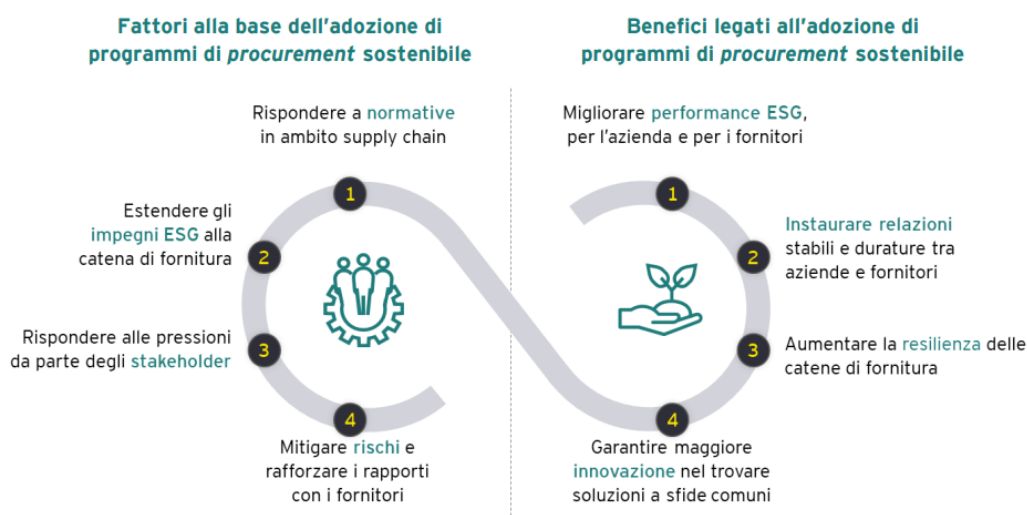 Fattori alla base dell'adozione di
programmi di procurement sostenibile
Rispondere a normative
in ambito supply chain
1
Estendere gli
impegni ESG alla
catena di fornitura
2
Rispondere alle pressioni
da parte degli stakeholder
3
4
Mitigare rischi e
rafforzare i rapporti
con i fornitori
Benefici legati all'adozione di
programmi di procurement sostenibile
Migliorare performance ESG,
per l'azienda e per i fornitori
1
Instaurare relazioni
stabili e durature tra
aziende e fornitori
2
3
Aumentare la resilienza delle
catene di fornitura
4
Garantire maggiore
innovazione nel trovare
soluzioni a sfide comuni